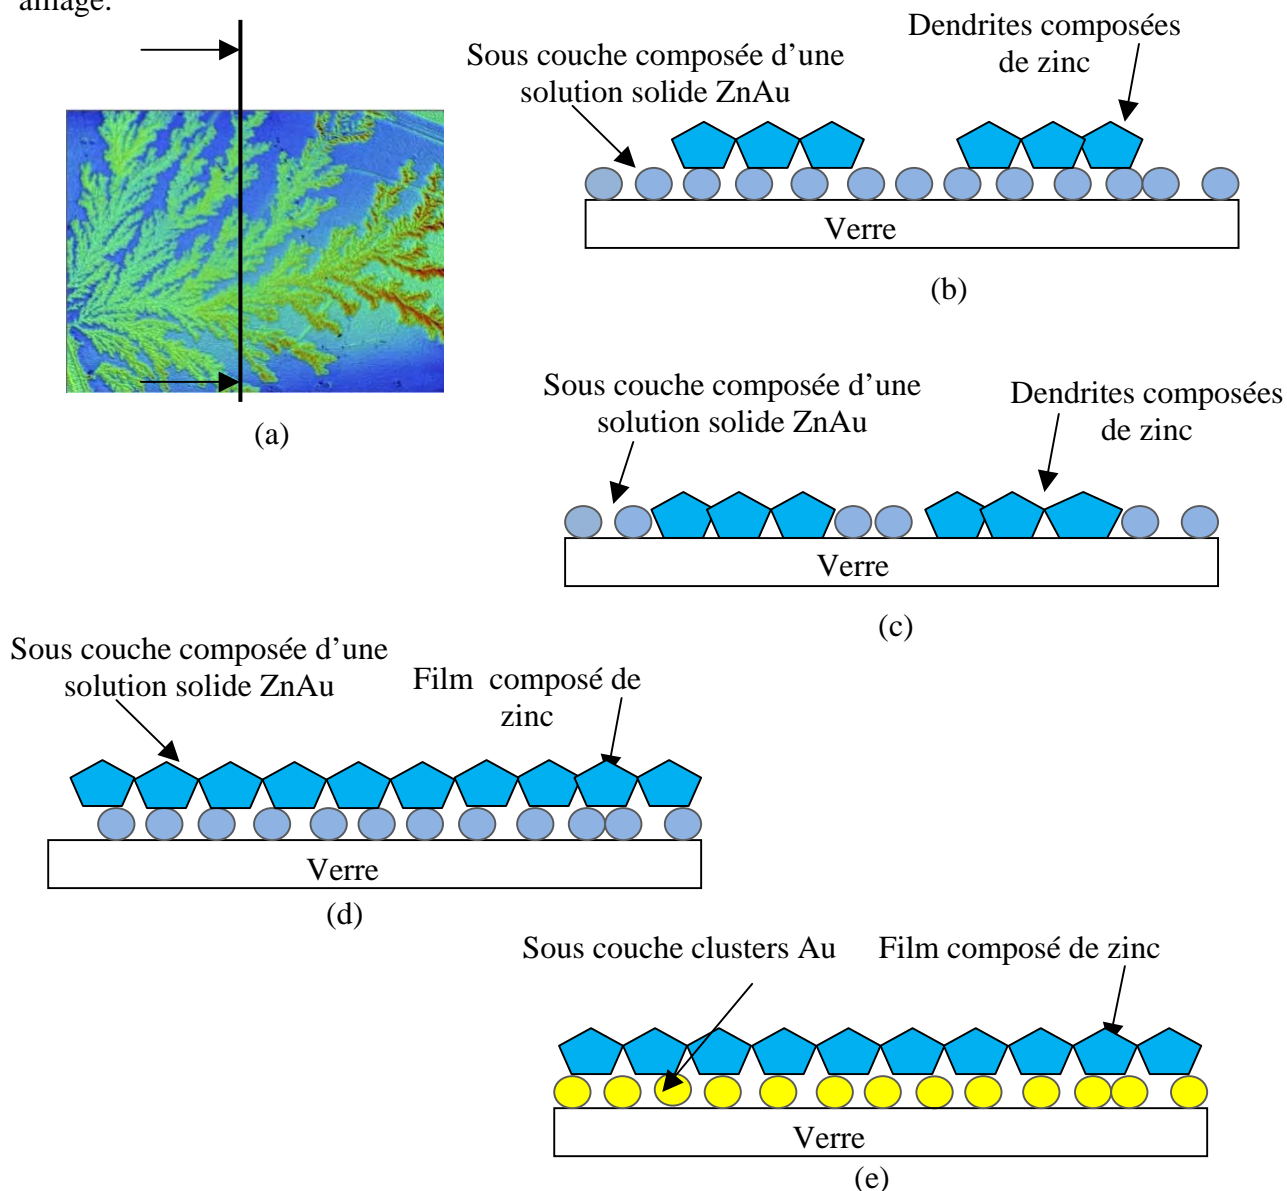 alliage.
Sous couche composée d’une
solution solide ZnAu
Dendrites composées
de zinc
Verre
(b)
(a)
Sous couche composée d’une
solution solide ZnAu
Dendrites composées
de zinc
Verre
(c)
Sous couche composée d’une
solution solide ZnAu
Film composé de
zinc
Verre
(d)
Sous couche clusters Au
Film composé de zinc
Verre
(e)